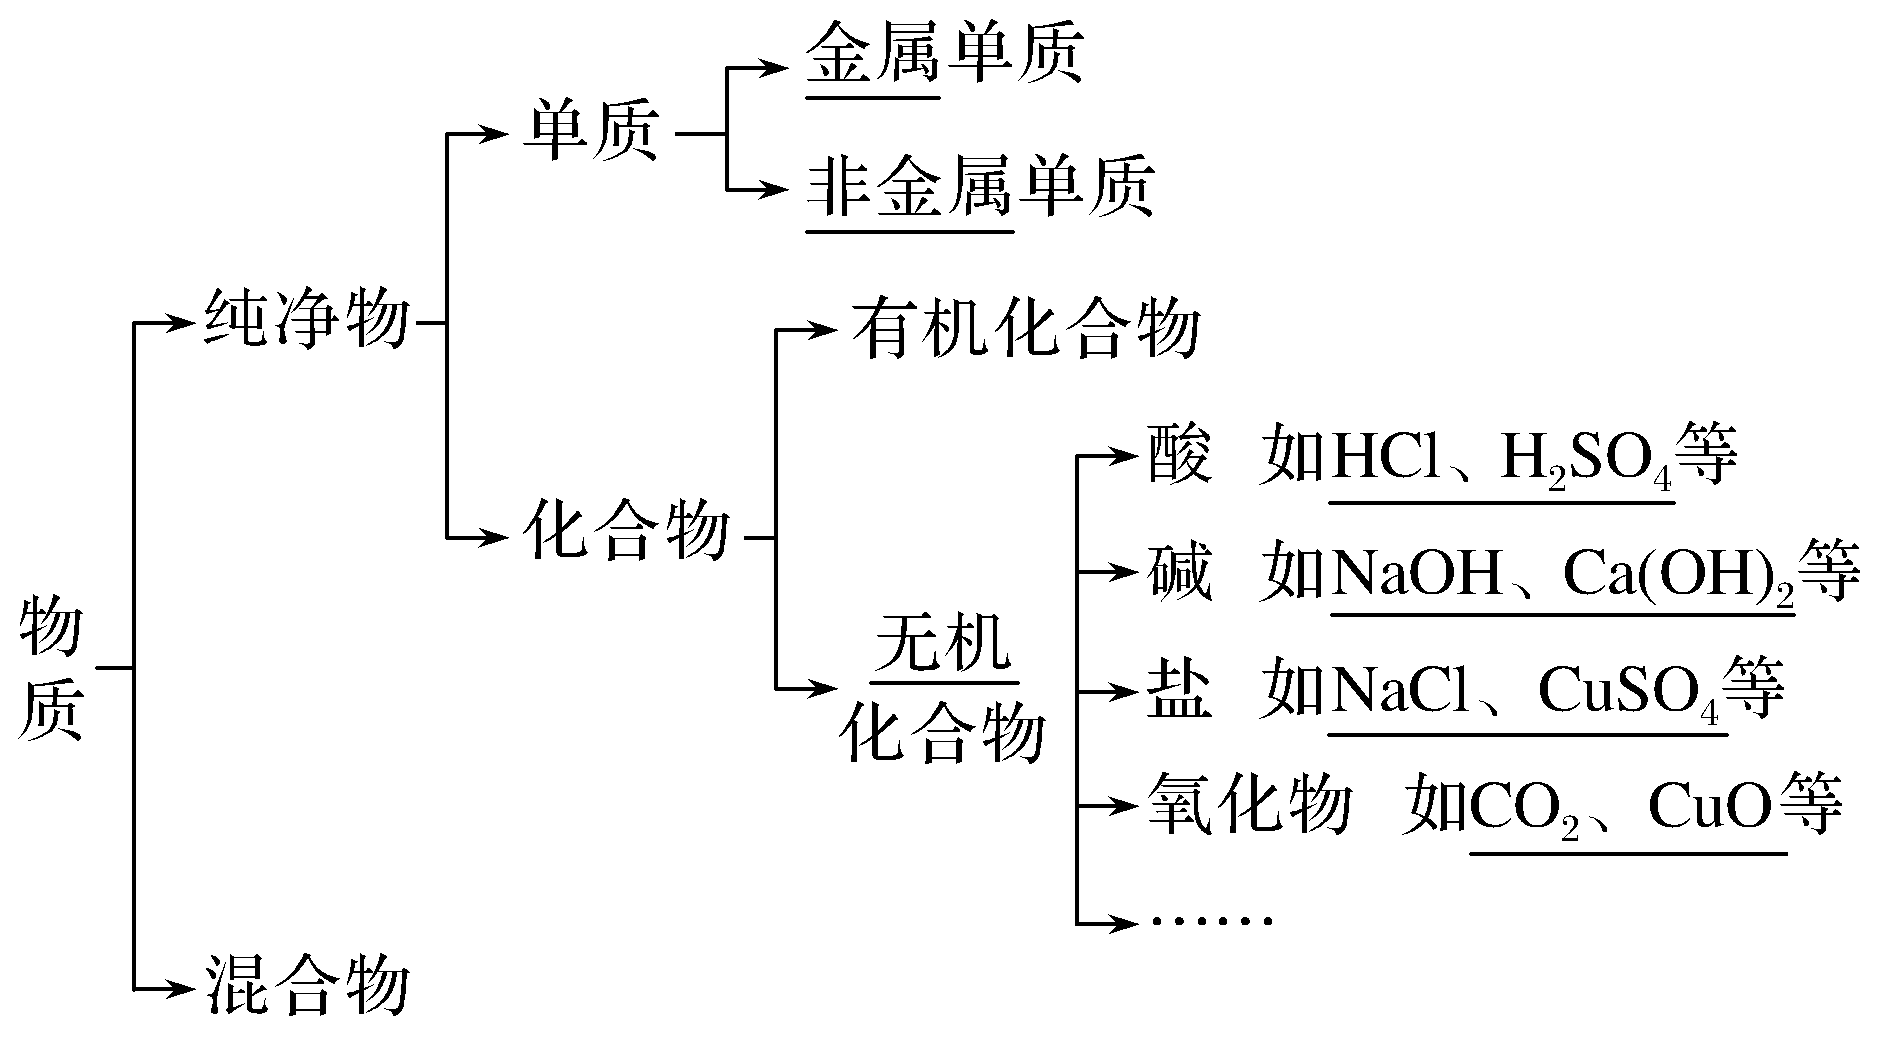 金属单质
单质
非金属单质
纯净物
有机化合物
酸 如HCl、H₂SO₄等
化合物
碱 如NaOH、Ca(OH)₂等
物质
无机化合物
盐 如NaCl、CuSO₄等
氧化物 如CO₂、CuO等
……
混合物